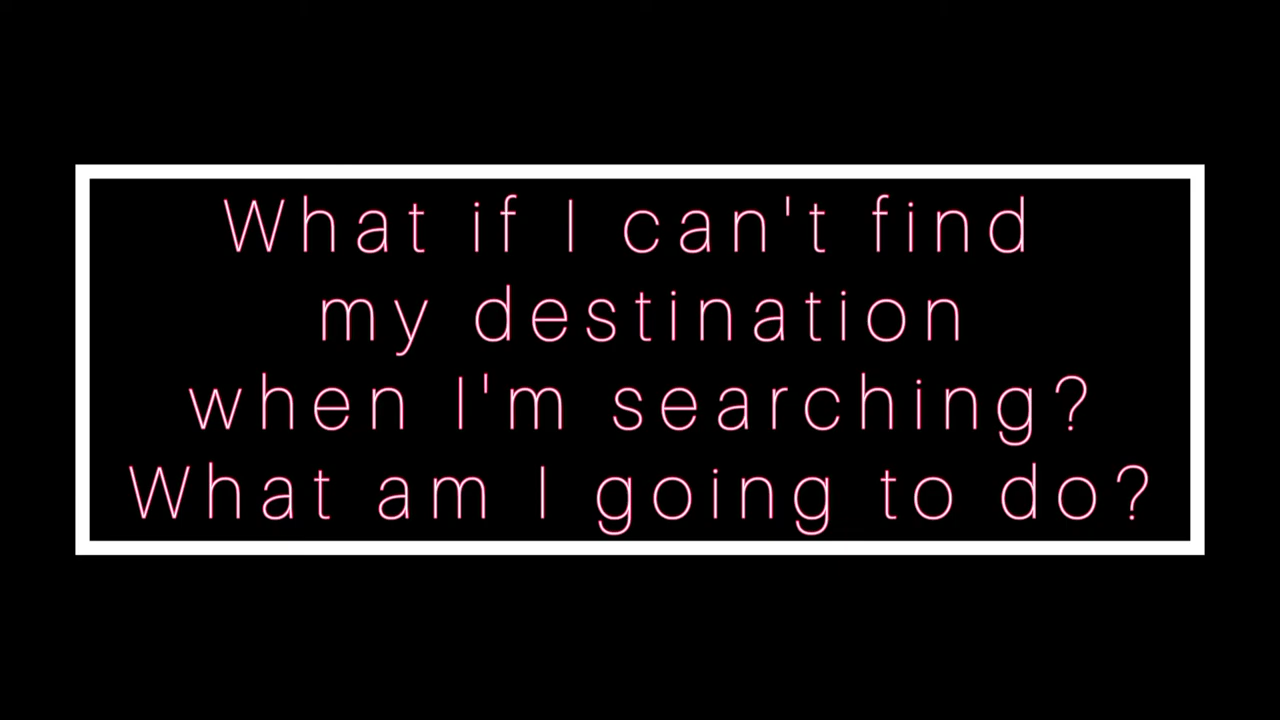 What if I can't find
my destination
when I'm searching?
What am I going to do?